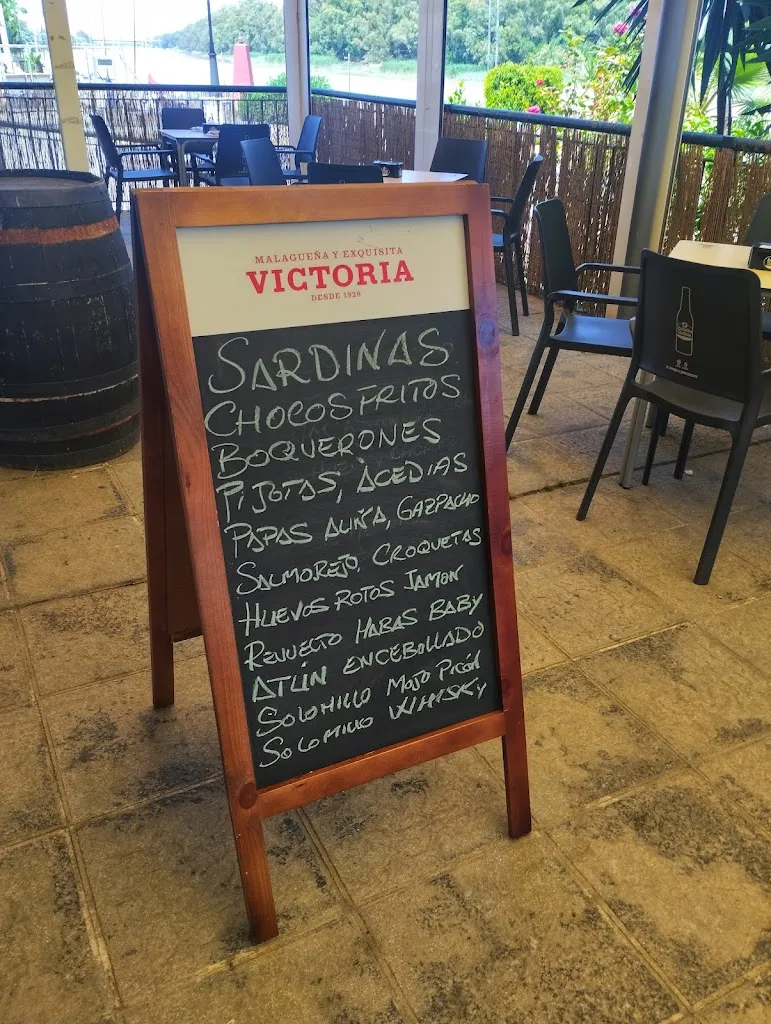 MALAGUEÑA Y EXQUISITA
VICTORIA
DESDE 1928
SARDINAS
CHOCOS FRITOS
BOQUERONES
PIJOTAS, ACEDIAS
PAPAS ALIÑA, GAZPACHO
SALMOREJO, CROQUETAS
HUEVOS ROTOS JAMON
REVUELTO HABAS BABY
ATÚN ENCEBOLLADO
SOLOMILLO MOJO PICÓN
SOLOMILLO WHISKY